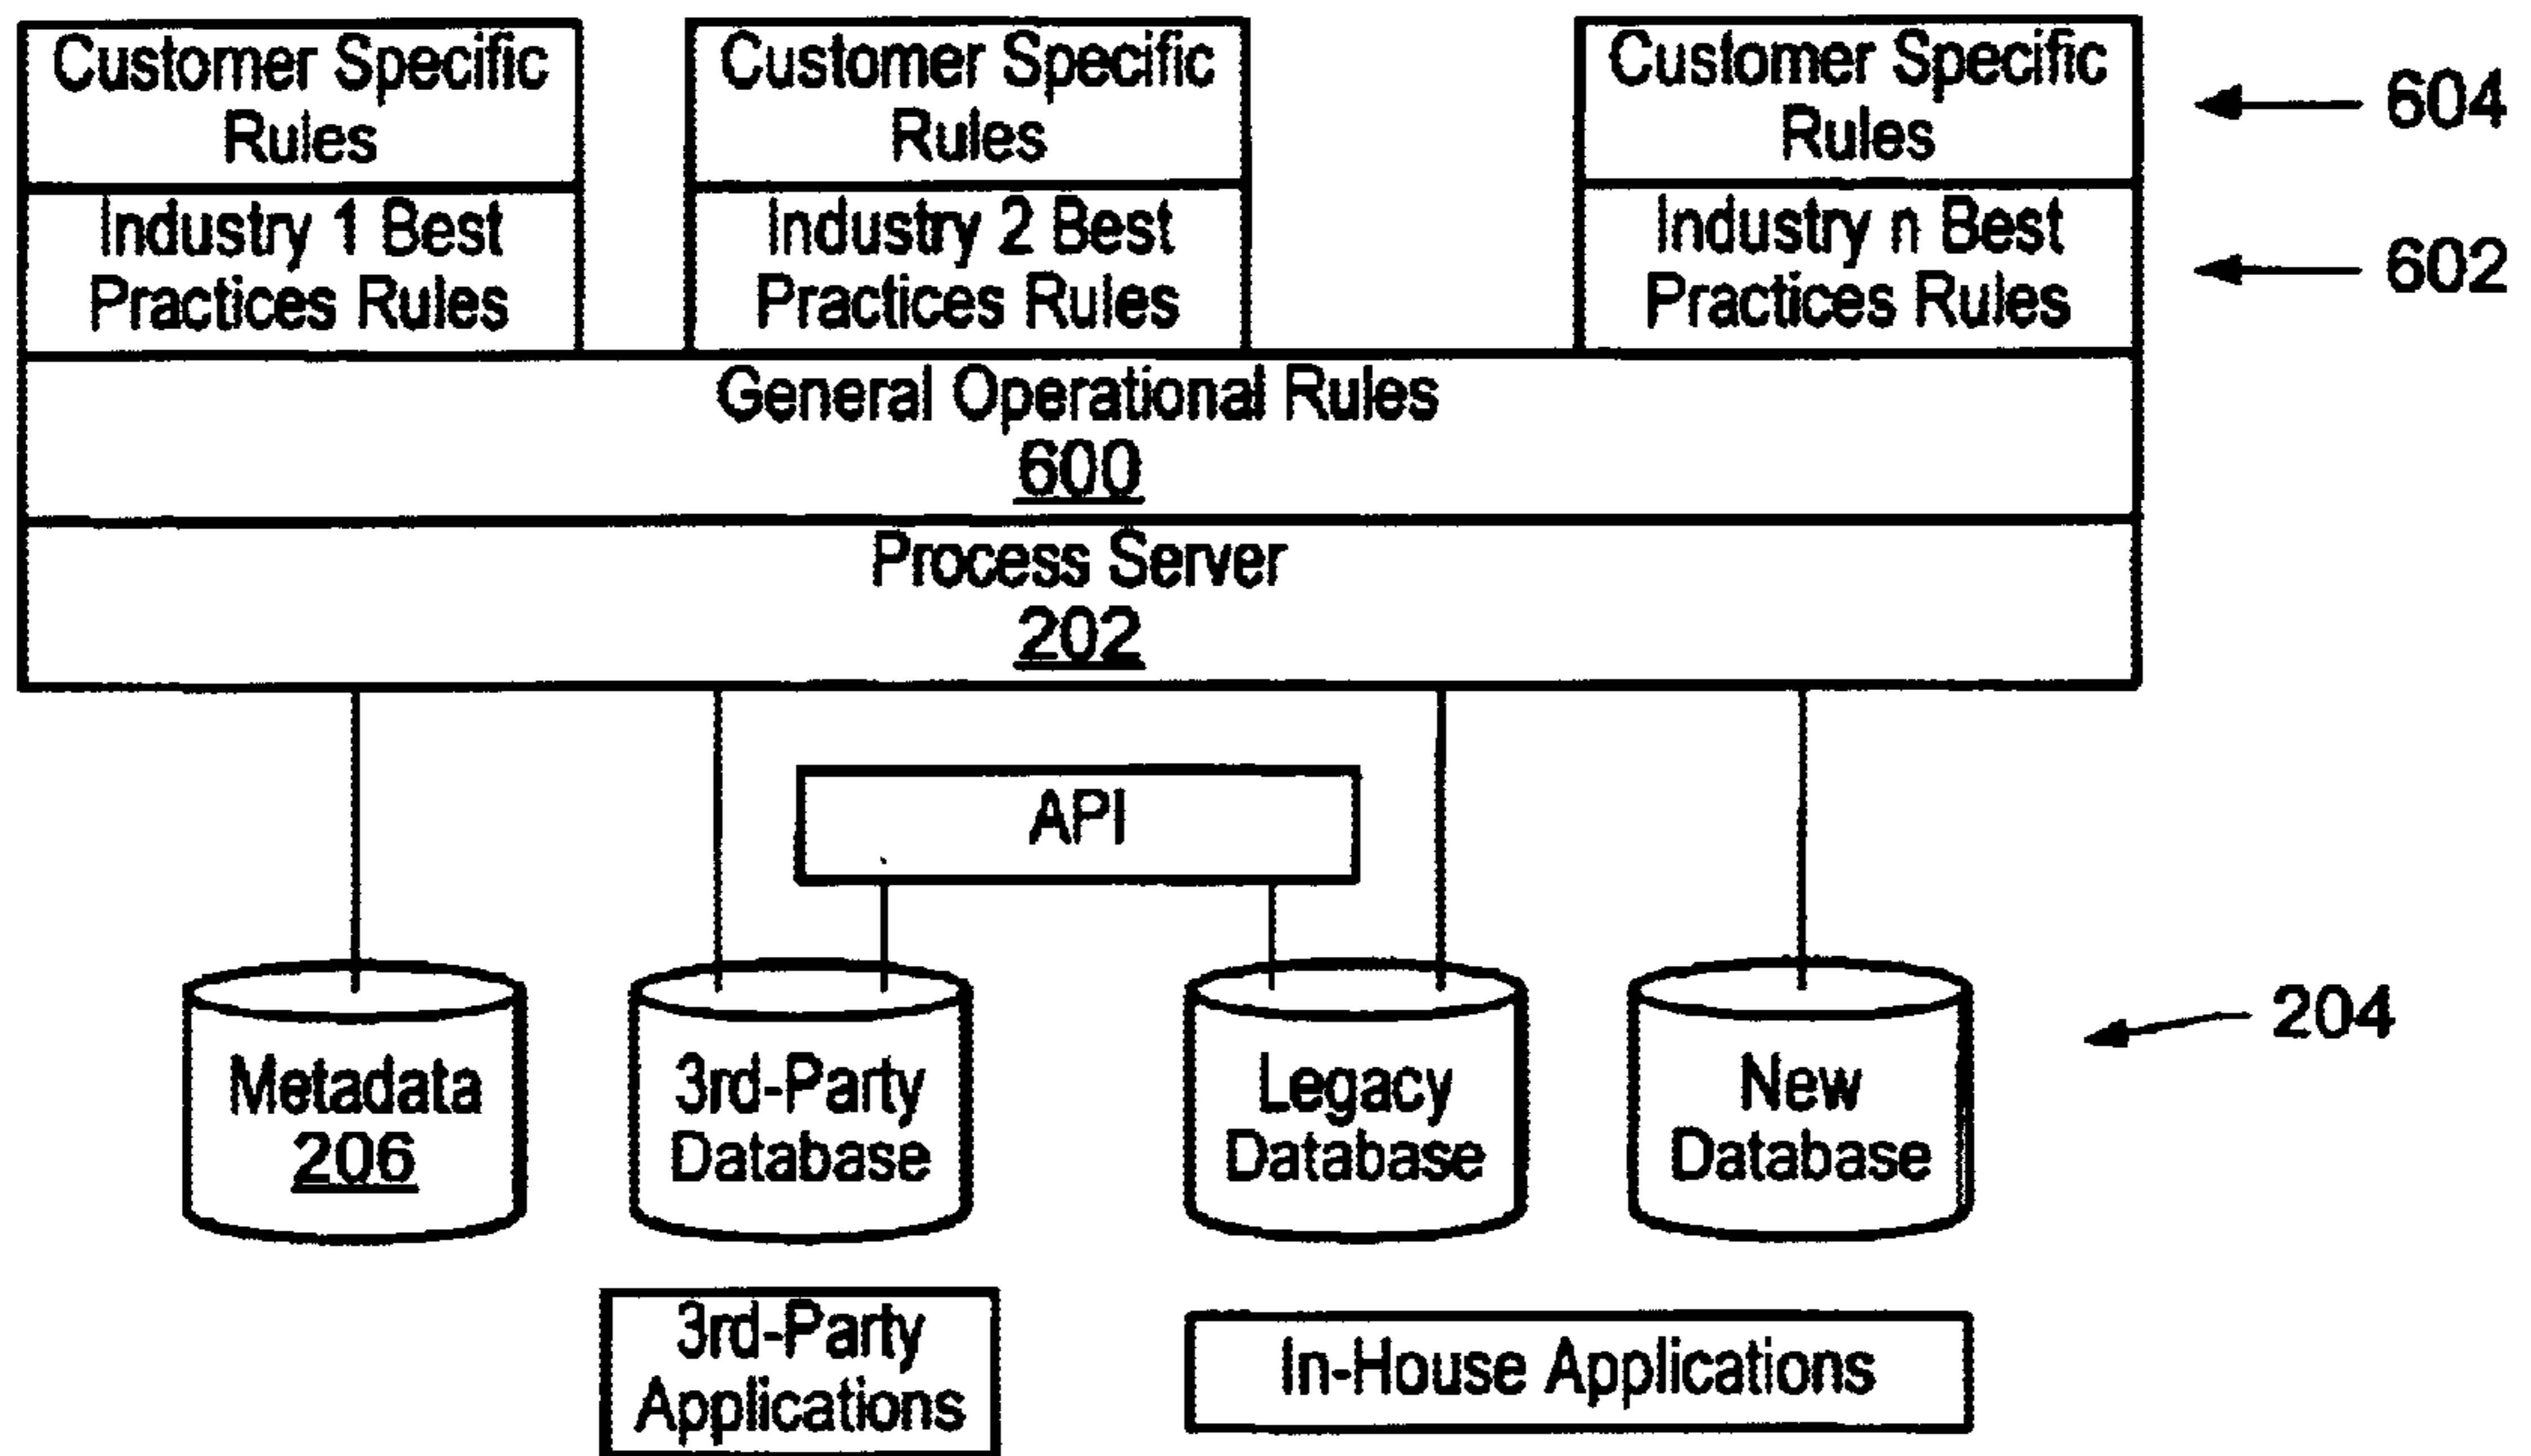 Customer Specific
Rules
Customer Specific
Rules
Customer Specific
Rules
604
Industry 1 Best
Practices Rules
Industry 2 Best
Practices Rules
Industry n Best
Practices Rules
602
General Operational Rules
600
Process Server
202
API
Metadata
206
3rd-Party
Database
Legacy
Database
New
Database
204
3rd-Party
Applications
In-House Applications